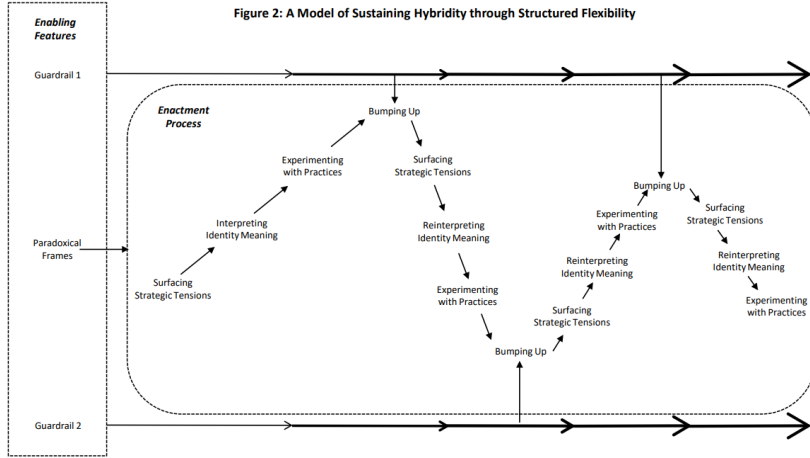 Figure 2: A Model of Sustaining Hybridity through Structured Flexibility
Enabling
Features
Guardrail 1
Enactment
Process
Bumping Up
Experimenting
with Practices
Surfacing
Strategic Tensions
Interpreting
Identity Meaning
Reinterpreting
Identity Meaning
Paradoxical
Frames
Surfacing
Strategic Tensions
Experimenting
with Practices
Bumping Up
Surfacing
Strategic Tensions
Reinterpreting
Identity Meaning
Experimenting
with Practices
Bumping Up
Surfacing
Strategic Tensions
Reinterpreting
Identity Meaning
Experimenting
with Practices
Guardrail 2